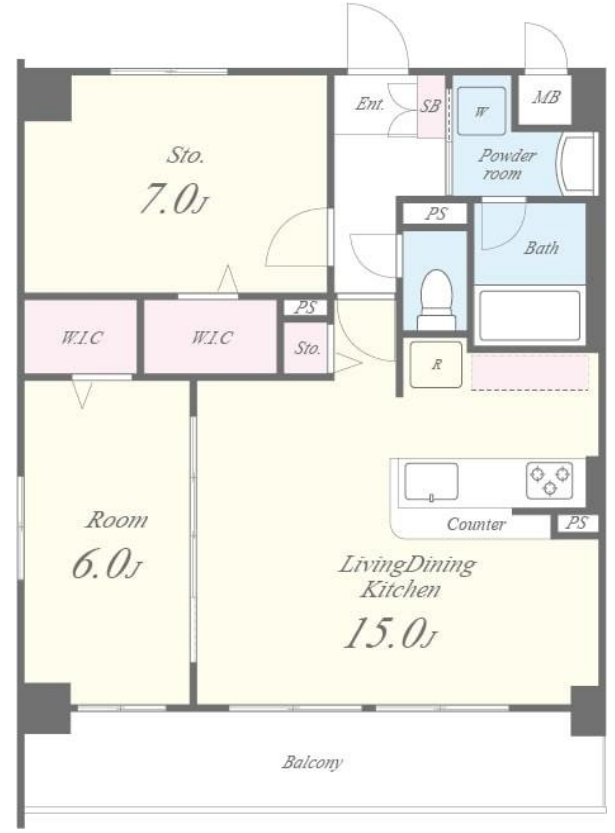 Ent.
SB
W
MB
Sto.
7.0J
Powder
room
PS
Bath
W.I.C
W.I.C
PS
Sto.
R
Room
6.0J
Counter
PS
LivingDining
Kitchen
15.0J
Balcony